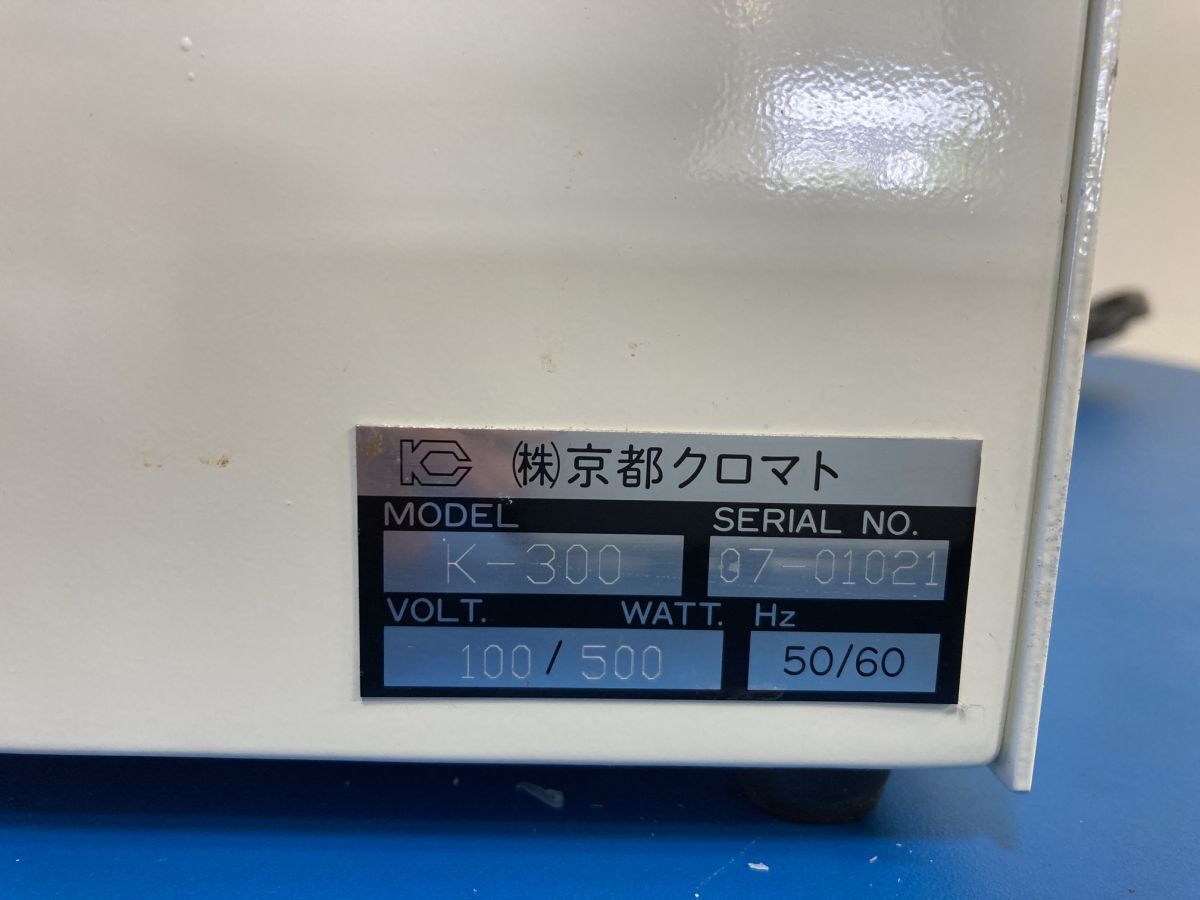 KC (株)京都クロマト
MODEL SERIAL NO.
K-300 07-01021
VOLT. WATT. Hz
100/500 50/60